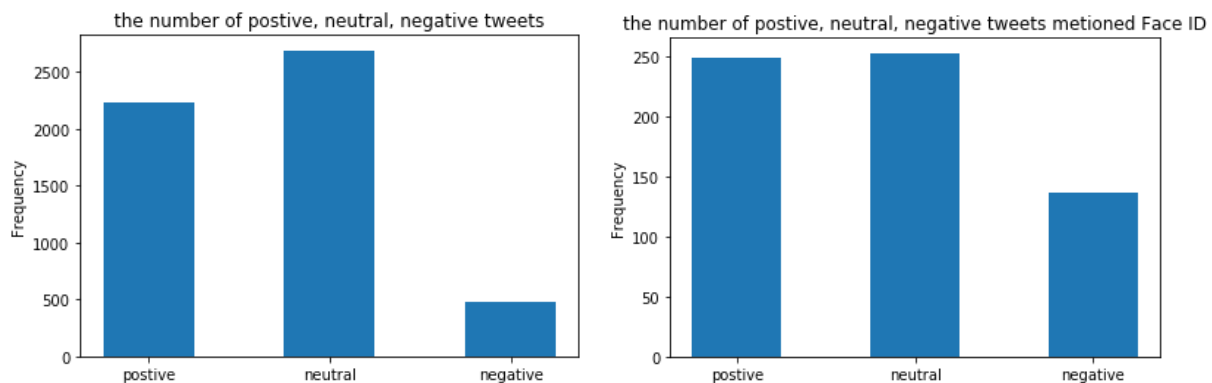 the number of postive, neutral, negative tweets
Frequency
2500
2000
1500
1000
500
0
postive neutral negative
the number of postive, neutral, negative tweets metioned Face ID
Frequency
250
200
150
100
50
0
postive neutral negative